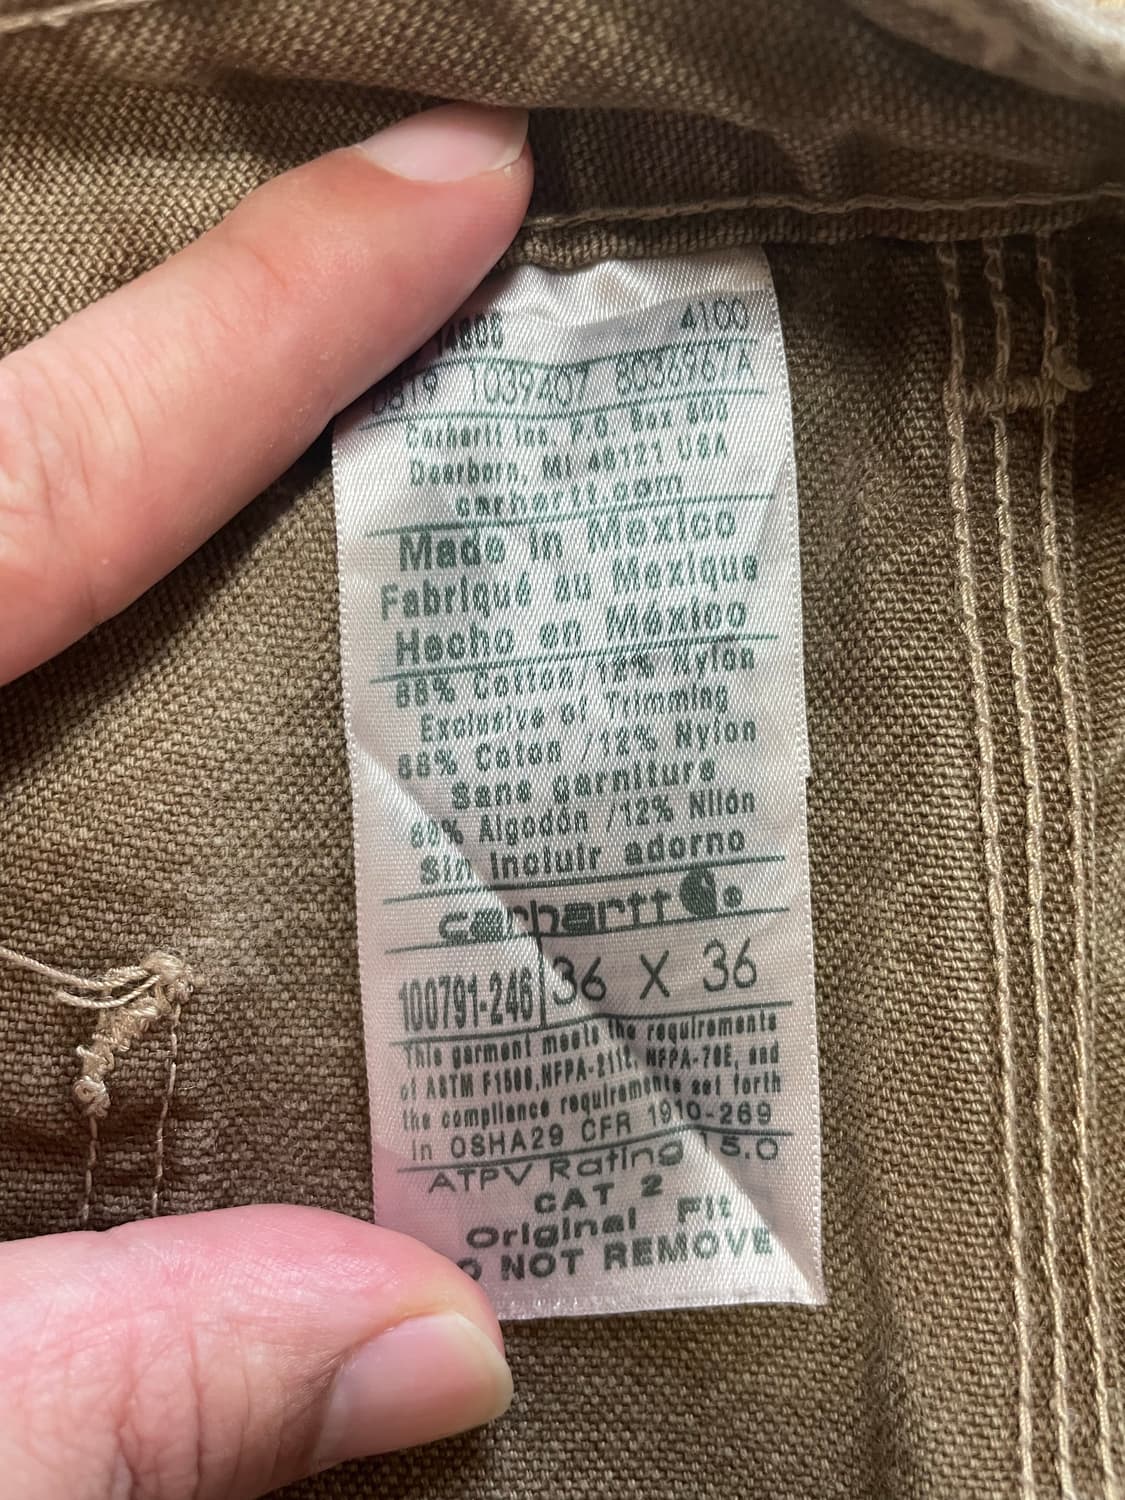 4100
0819 1039407 8036967A
Carhartt Inc. P.O. Box 600
Dearborn, MI 48121 USA
carhartt.com
Made in Mexico
Fabriqué au Mexique
Hecho en México
88% Cotton/12% Nylon
Exclusive of Trimming
88% Coton /12% Nylon
Sans garniture
88% Algodón /12% Nilón
Sin incluir adorno
carhartt
100791-246 36 X 36
This garment meets the requirements
of ASTM F1506,NFPA-2112, NFPA-70E, and
the compliance requirements set forth
in OSHA29 CFR 1910-269
ATPV Rating 15.0
CAT 2
Original Fit
DO NOT REMOVE